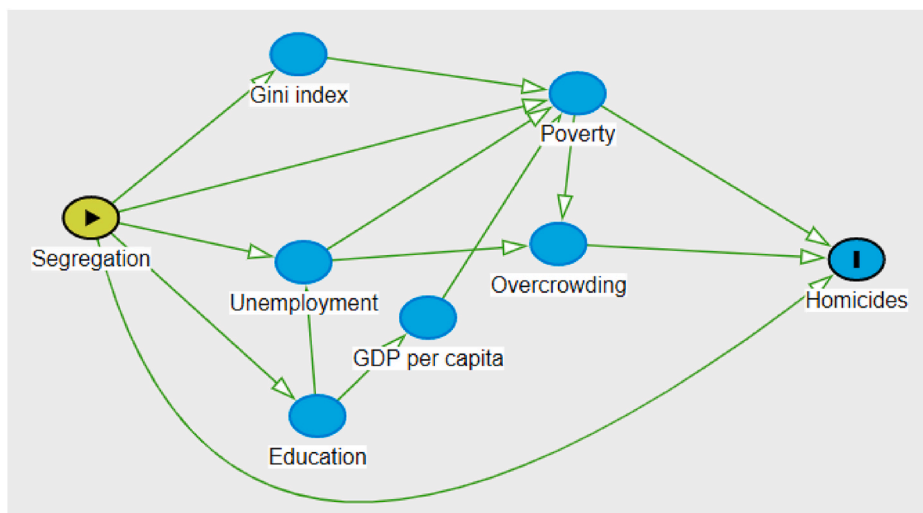 Gini index
Poverty
Segregation
Unemployment
Overcrowding
Homicides
GDP per capita
Education